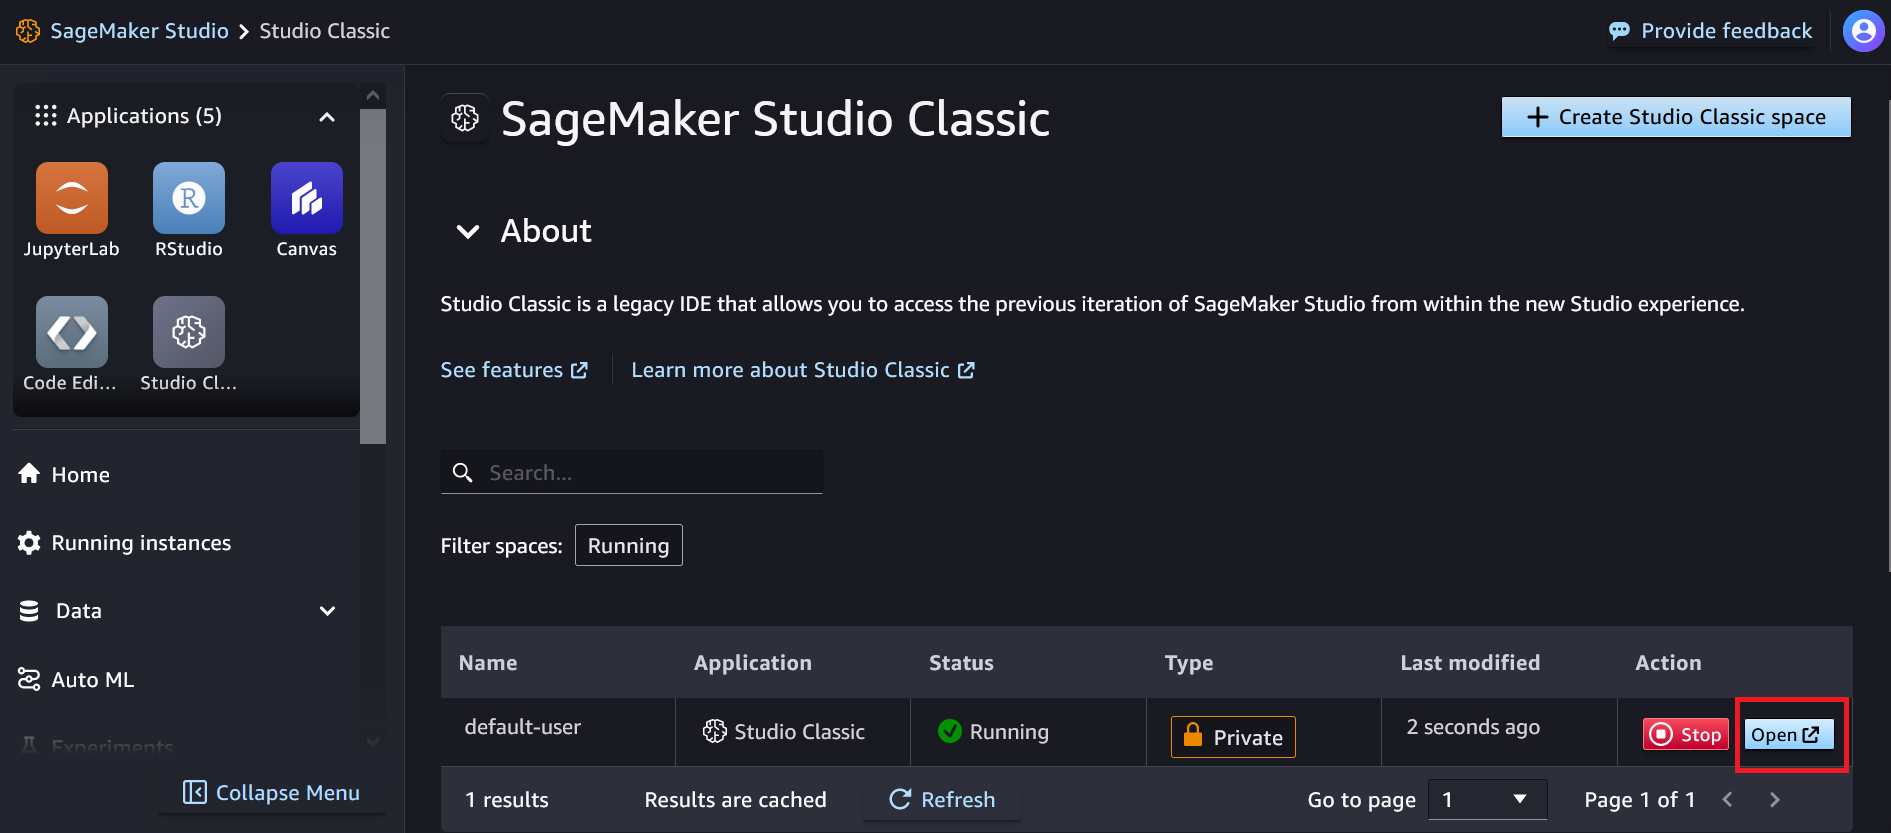 SageMaker Studio > Studio Classic
Provide feedback
Applications (5)
JupyterLab
RStudio
Canvas
Code Edi...
Studio Cl...
Home
Running instances
Data
Auto ML
Experiments
Collapse Menu
SageMaker Studio Classic
+ Create Studio Classic space
About
Studio Classic is a legacy IDE that allows you to access the previous iteration of SageMaker Studio from within the new Studio experience.
See features
Learn more about Studio Classic
Search...
Filter spaces: Running
Name Application Status Type Last modified Action
default-user Studio Classic Running Private 2 seconds ago Stop Open
1 results Results are cached Refresh Go to page 1 Page 1 of 1